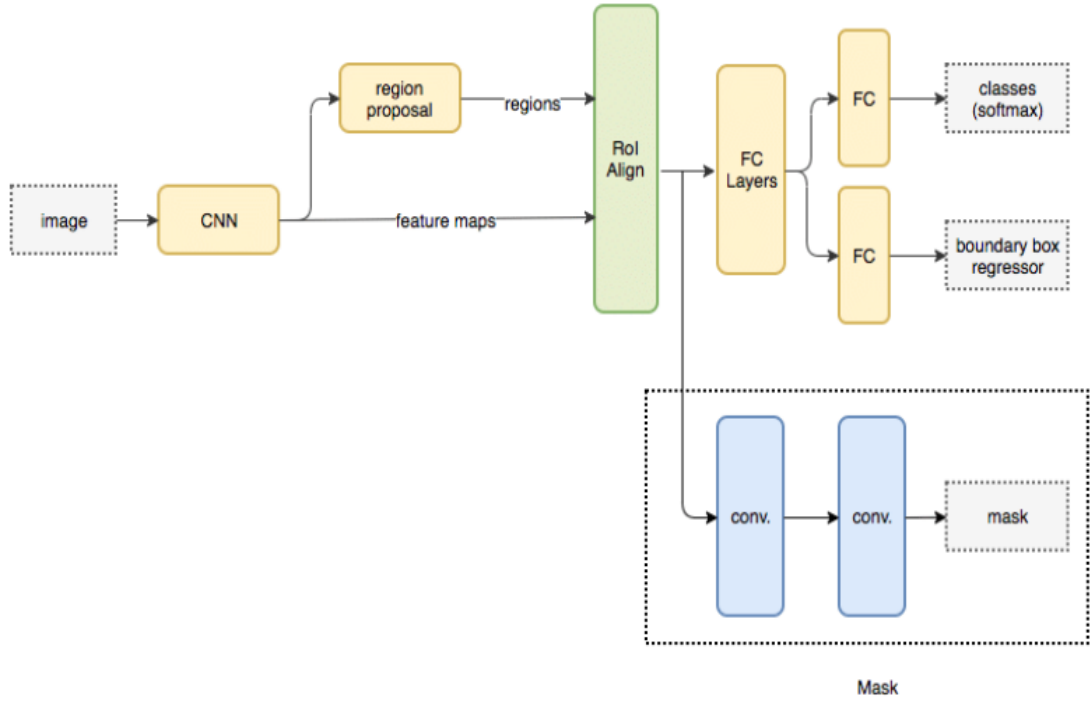 image
CNN
region
proposal
regions
feature maps
RoI
Align
FC
Layers
FC
classes
(softmax)
FC
boundary box
regressor
conv.
conv.
mask
Mask